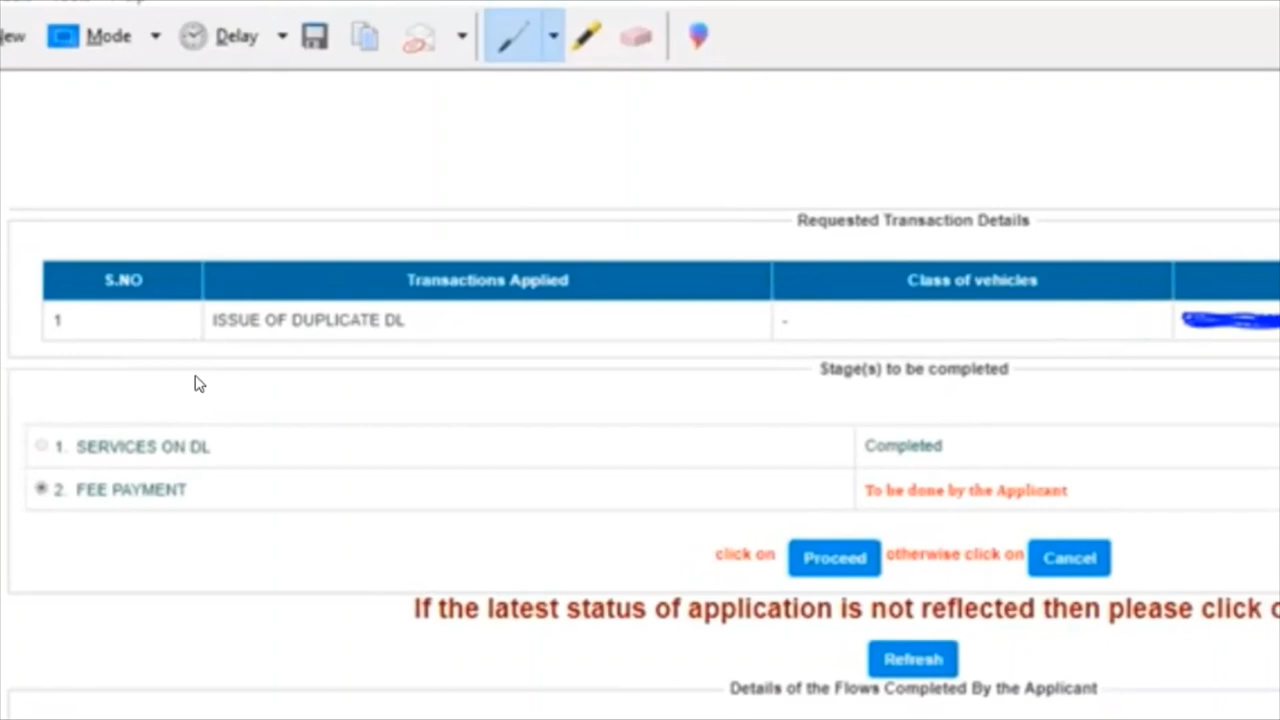 Mode Delay
Requested Transaction Details
S.NO Transactions Applied Class of vehicles
1 ISSUE OF DUPLICATE DL -
Stage(s) to be completed
1. SERVICES ON DL Completed
2. FEE PAYMENT To be done by the Applicant
click on Proceed otherwise click on Cancel
If the latest status of application is not reflected then please click
Refresh
Details of the Flows Completed By the Applicant